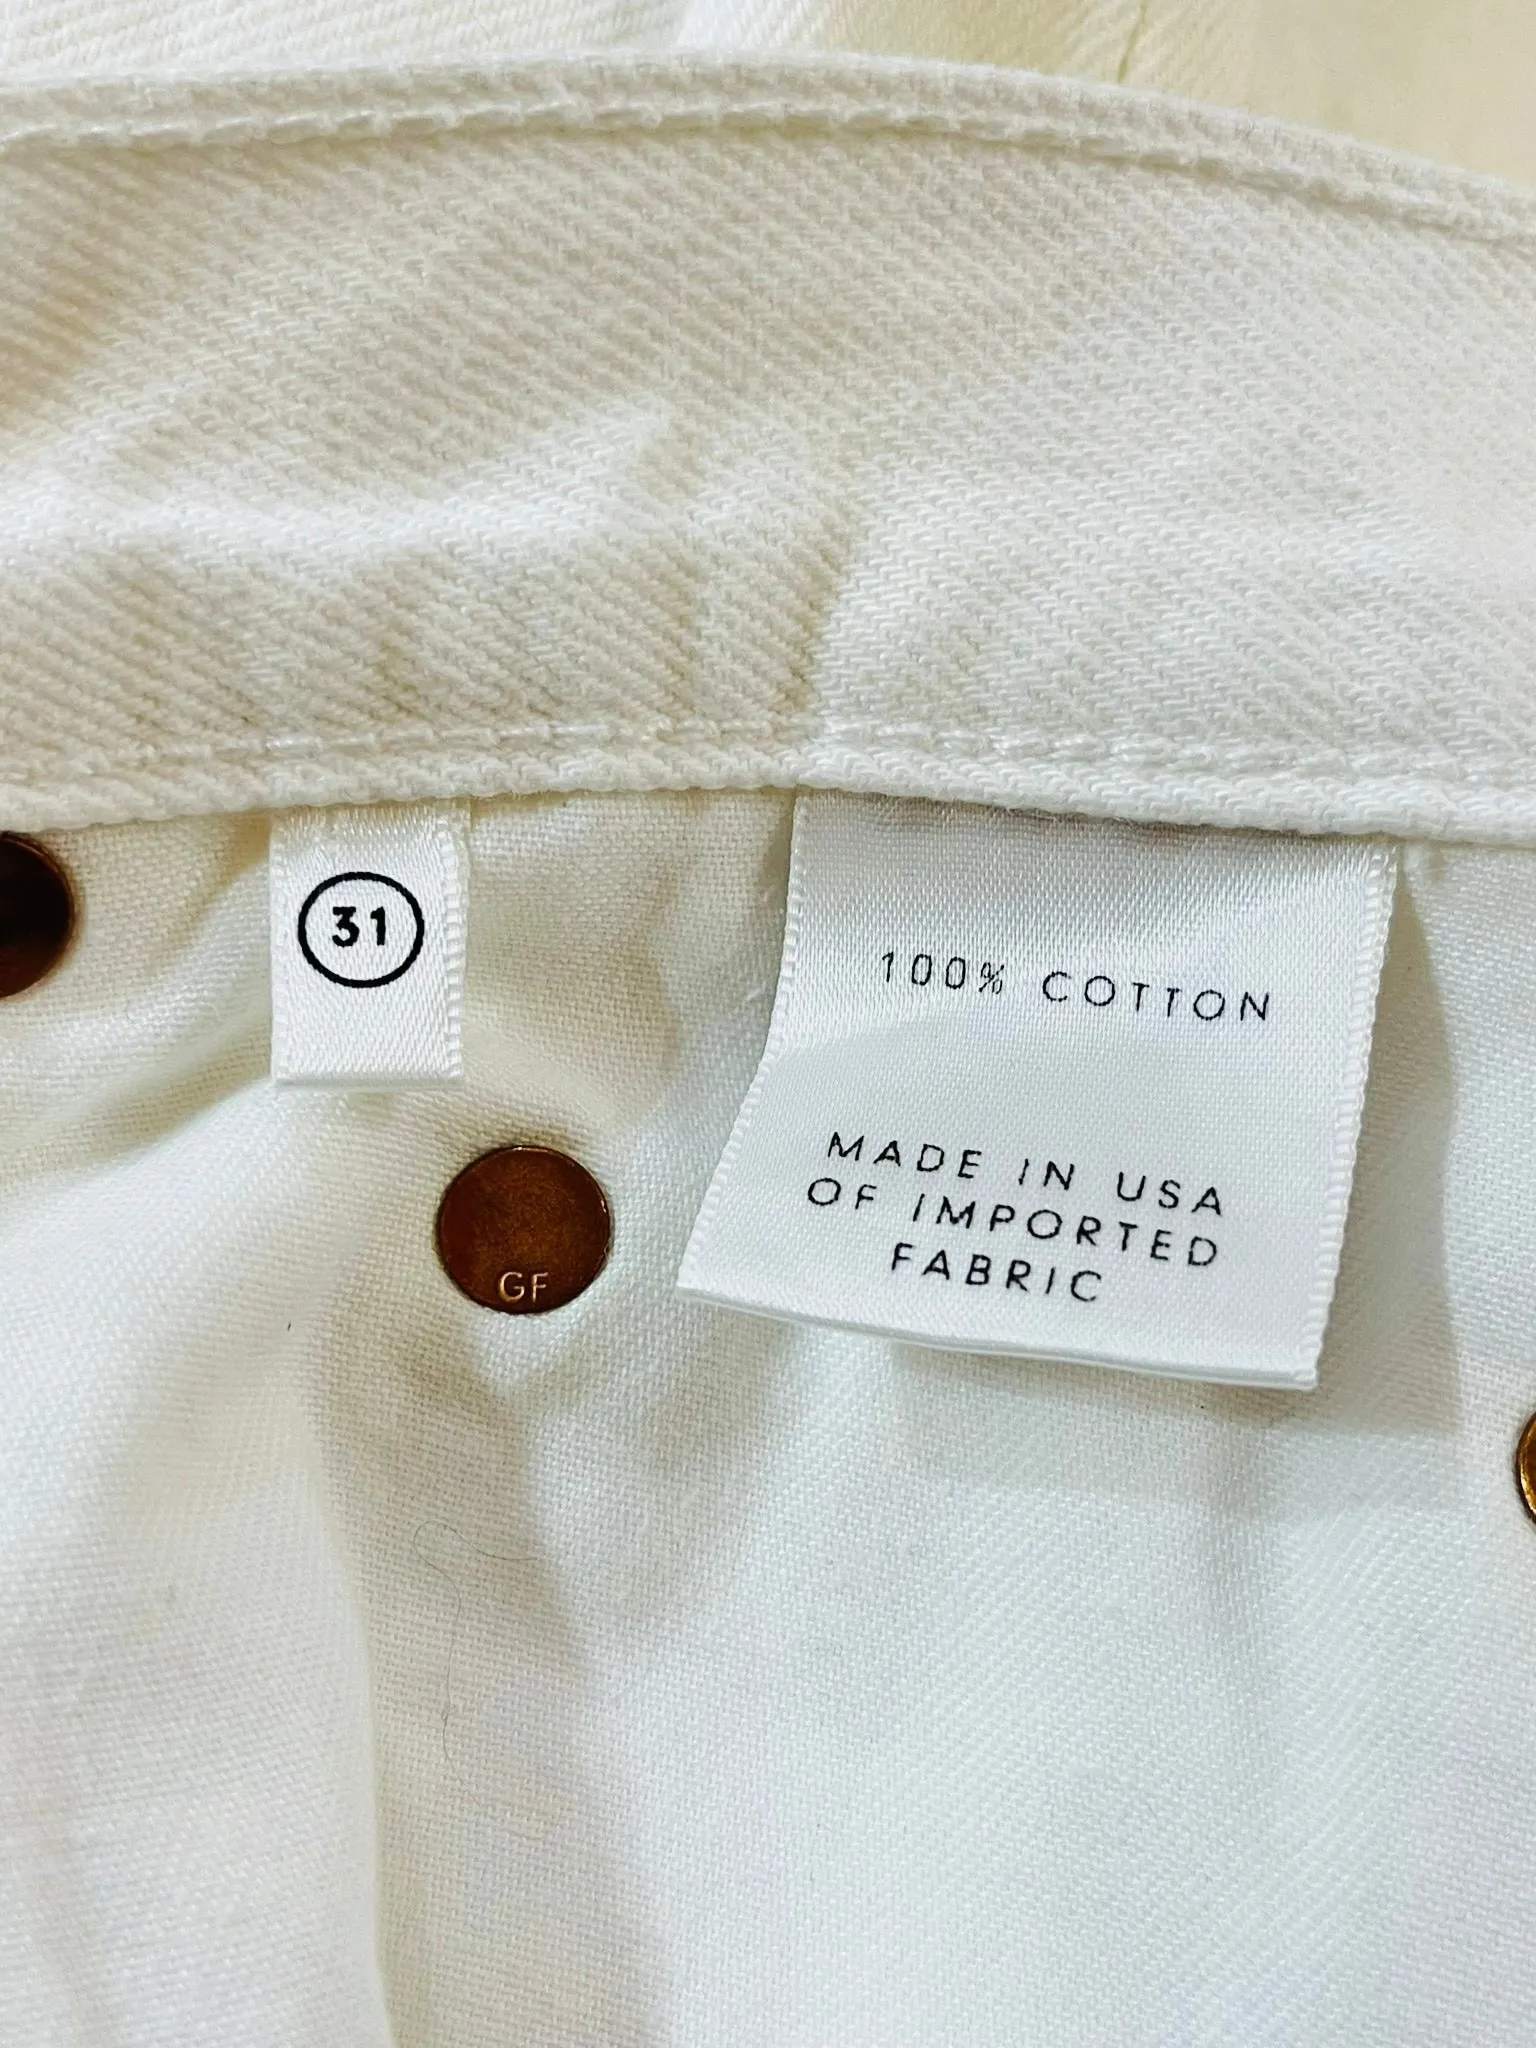 31
100% COTTON
MADE IN USA
OF IMPORTED
FABRIC
GF